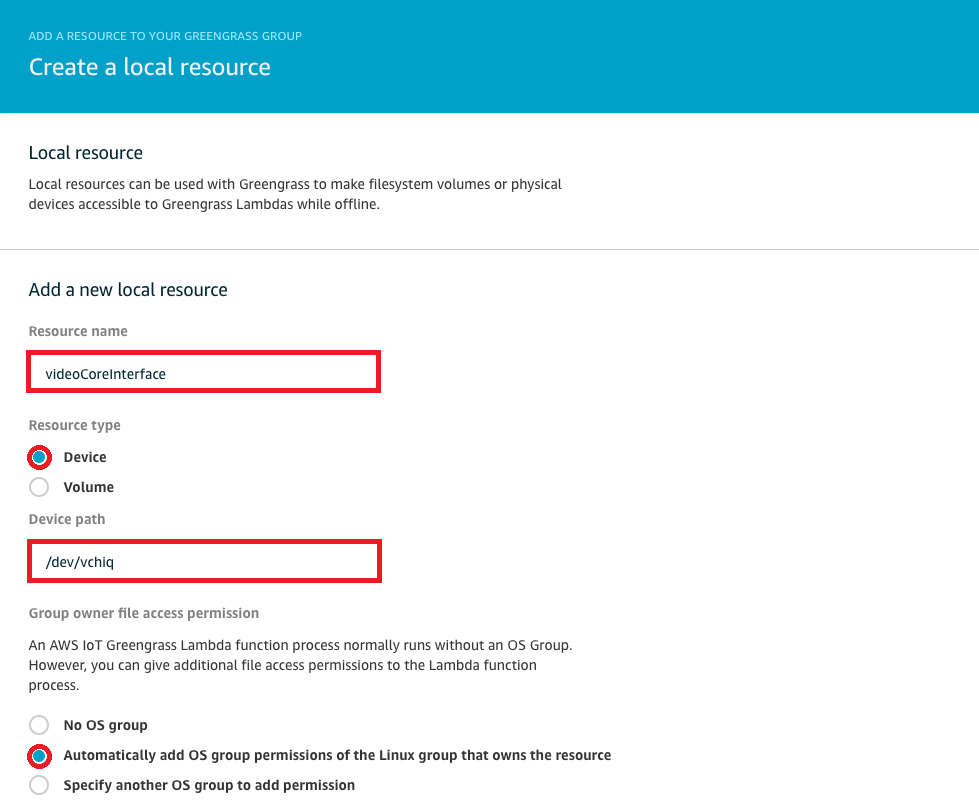 ADD A RESOURCE TO YOUR GREENGRASS GROUP
Create a local resource
Local resource
Local resources can be used with Greengrass to make filesystem volumes or physical
devices accessible to Greengrass Lambdas while offline.
Add a new local resource
Resource name
videoCoreInterface
Resource type
Device
Volume
Device path
/dev/vchiq
Group owner file access permission
An AWS IoT Greengrass Lambda function process normally runs without an OS Group.
However, you can give additional file access permissions to the Lambda function
process.
No OS group
Automatically add OS group permissions of the Linux group that owns the resource
Specify another OS group to add permission